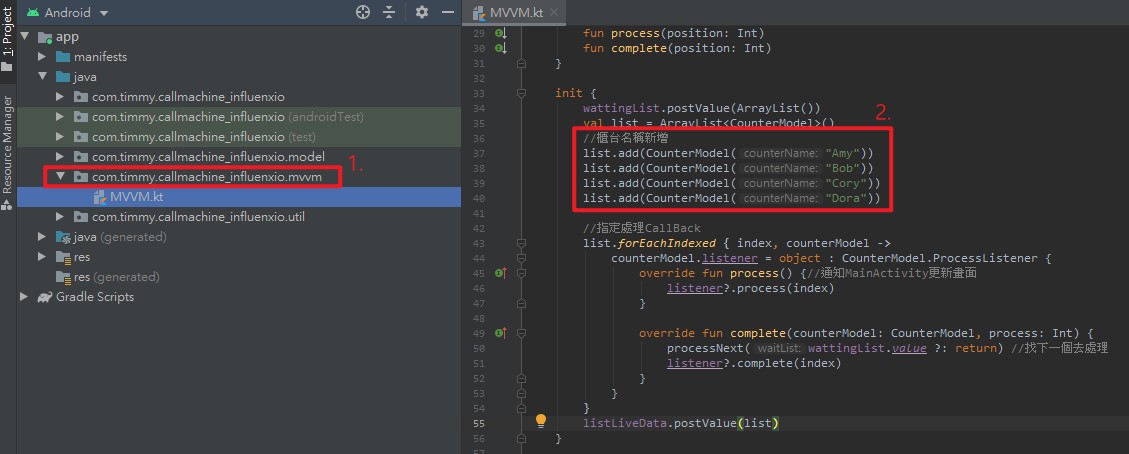 1: Project
Resource Manager
Android
app
manifests
java
com.timmy.callmachine_influenxio
com.timmy.callmachine_influenxio (androidTest)
com.timmy.callmachine_influenxio (test)
com.timmy.callmachine_influenxio.model
1.
com.timmy.callmachine_influenxio.mvvm
MVVM.kt
com.timmy.callmachine_influenxio.util
java (generated)
res
res (generated)
Gradle Scripts
MVVM.kt
29 fun process(position: Int)
30 fun complete(position: Int)
31 }
32
33 init {
34 wattingList.postValue(ArrayList())
35 val list = ArrayList<CounterModel>()
2.
36 //櫃台名稱新增
37 list.add(CounterModel( counterName: "Amy"))
38 list.add(CounterModel( counterName: "Bob"))
39 list.add(CounterModel( counterName: "Cory"))
40 list.add(CounterModel( counterName: "Dora"))
41
42 //指定處理CallBack
43 list.forEachIndexed { index, counterModel ->
44 counterModel.listener = object : CounterModel.ProcessListener {
45 override fun process() {//通知MainActivity更新畫面
46 listener?.process(index)
47 }
48
49 override fun complete(counterModel: CounterModel, process: Int) {
50 processNext( waitList: wattingList.value ?: return) //找下一個去處理
51 listener?.complete(index)
52 }
53 }
54 }
55 listLiveData.postValue(list)
56 }
57